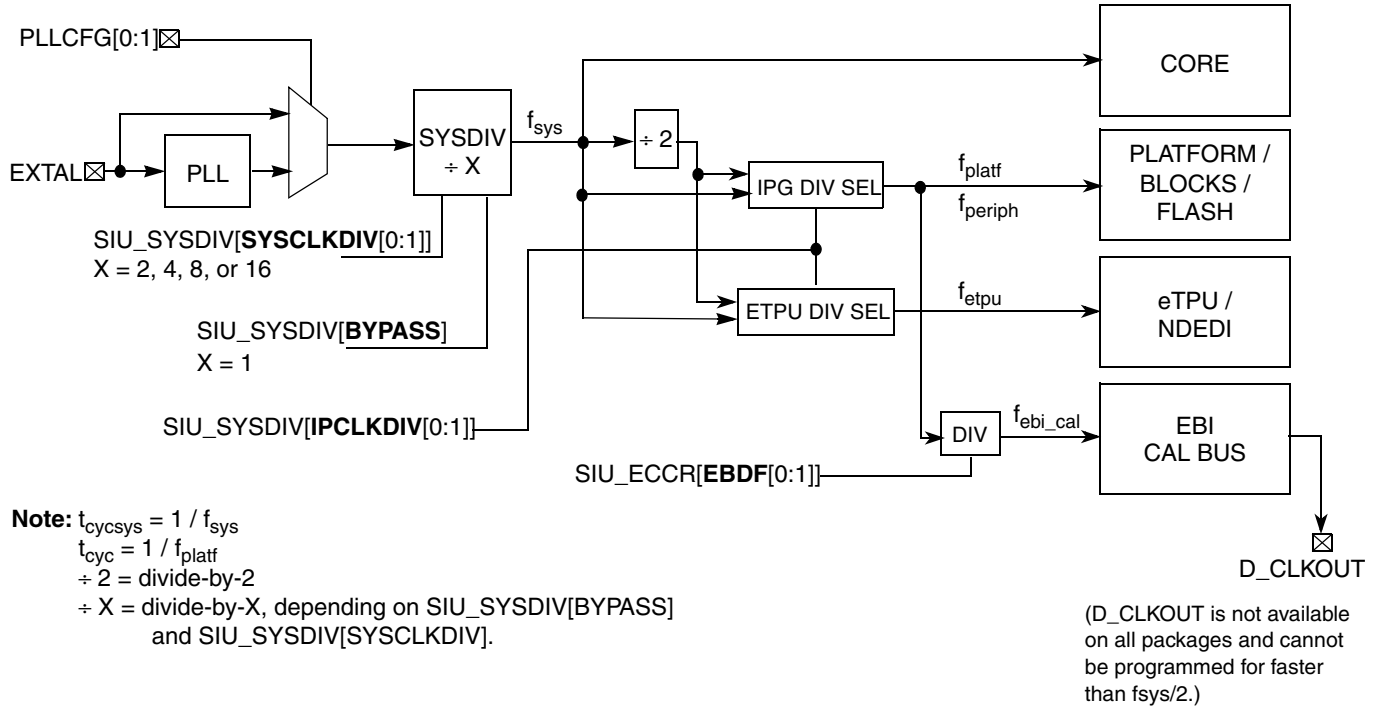 PLLCFG[0:1]
EXTAL
PLL
SYSDIV
÷ X
f_sys
÷ 2
CORE
IPG DIV SEL
f_platf
f_periph
PLATFORM /
BLOCKS /
FLASH
SIU_SYSDIV[SYSCLKDIV[0:1]]
X = 2, 4, 8, or 16
ETPU DIV SEL
f_etpu
eTPU /
NDEDI
SIU_SYSDIV[BYPASS]
X = 1
SIU_SYSDIV[IPCLKDIV[0:1]]
DIV
f_ebi_cal
EBI
CAL BUS
SIU_ECCR[EBDF[0:1]]
D_CLKOUT
(D_CLKOUT is not available
on all packages and cannot
be programmed for faster
than fsys/2.)
Note: t_cycsys = 1 / f_sys
t_cyc = 1 / f_platf
÷ 2 = divide-by-2
÷ X = divide-by-X, depending on SIU_SYSDIV[BYPASS]
and SIU_SYSDIV[SYSCLKDIV].